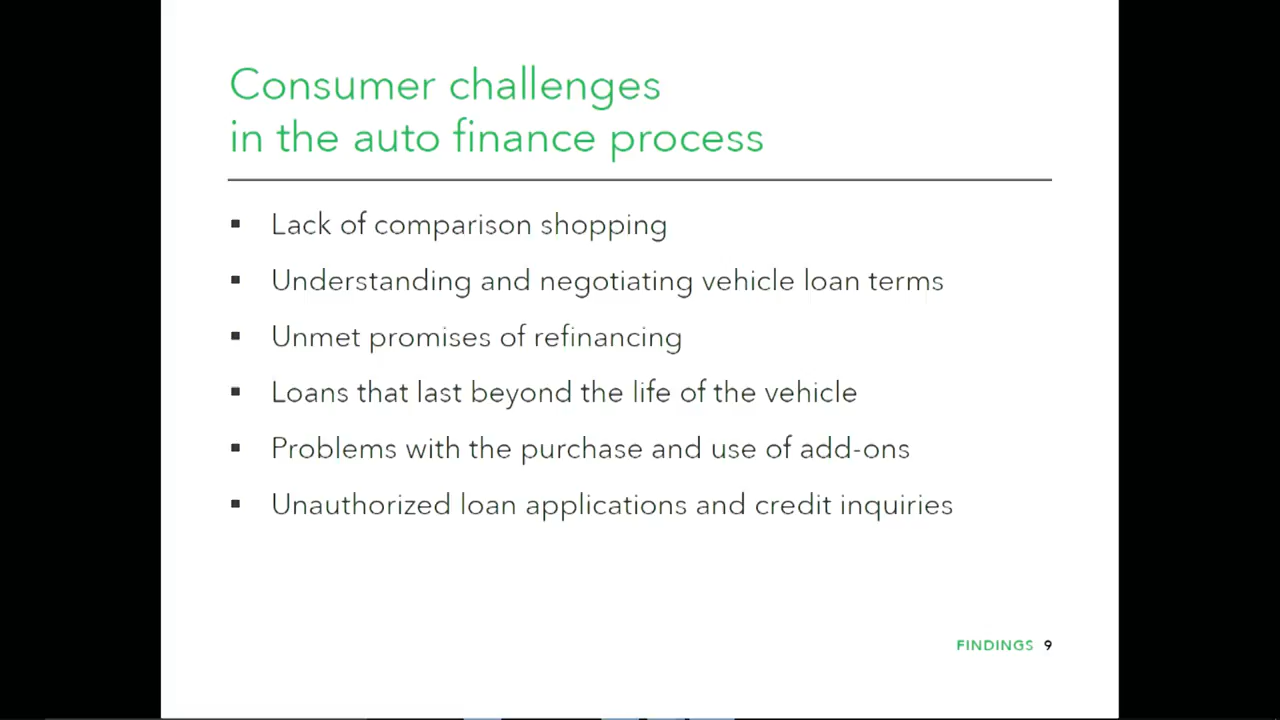 Consumer challenges
in the auto finance process
▪ Lack of comparison shopping
▪ Understanding and negotiating vehicle loan terms
▪ Unmet promises of refinancing
▪ Loans that last beyond the life of the vehicle
▪ Problems with the purchase and use of add-ons
▪ Unauthorized loan applications and credit inquiries
FINDINGS 9